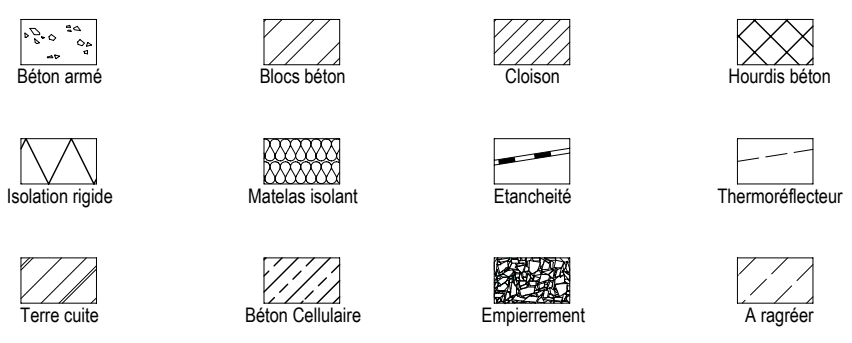 Béton armé
Blocs béton
Cloison
Hourdis béton
Isolation rigide
Matelas isolant
Etancheité
Thermoréflecteur
Terre cuite
Béton Cellulaire
Empierrement
A ragréer